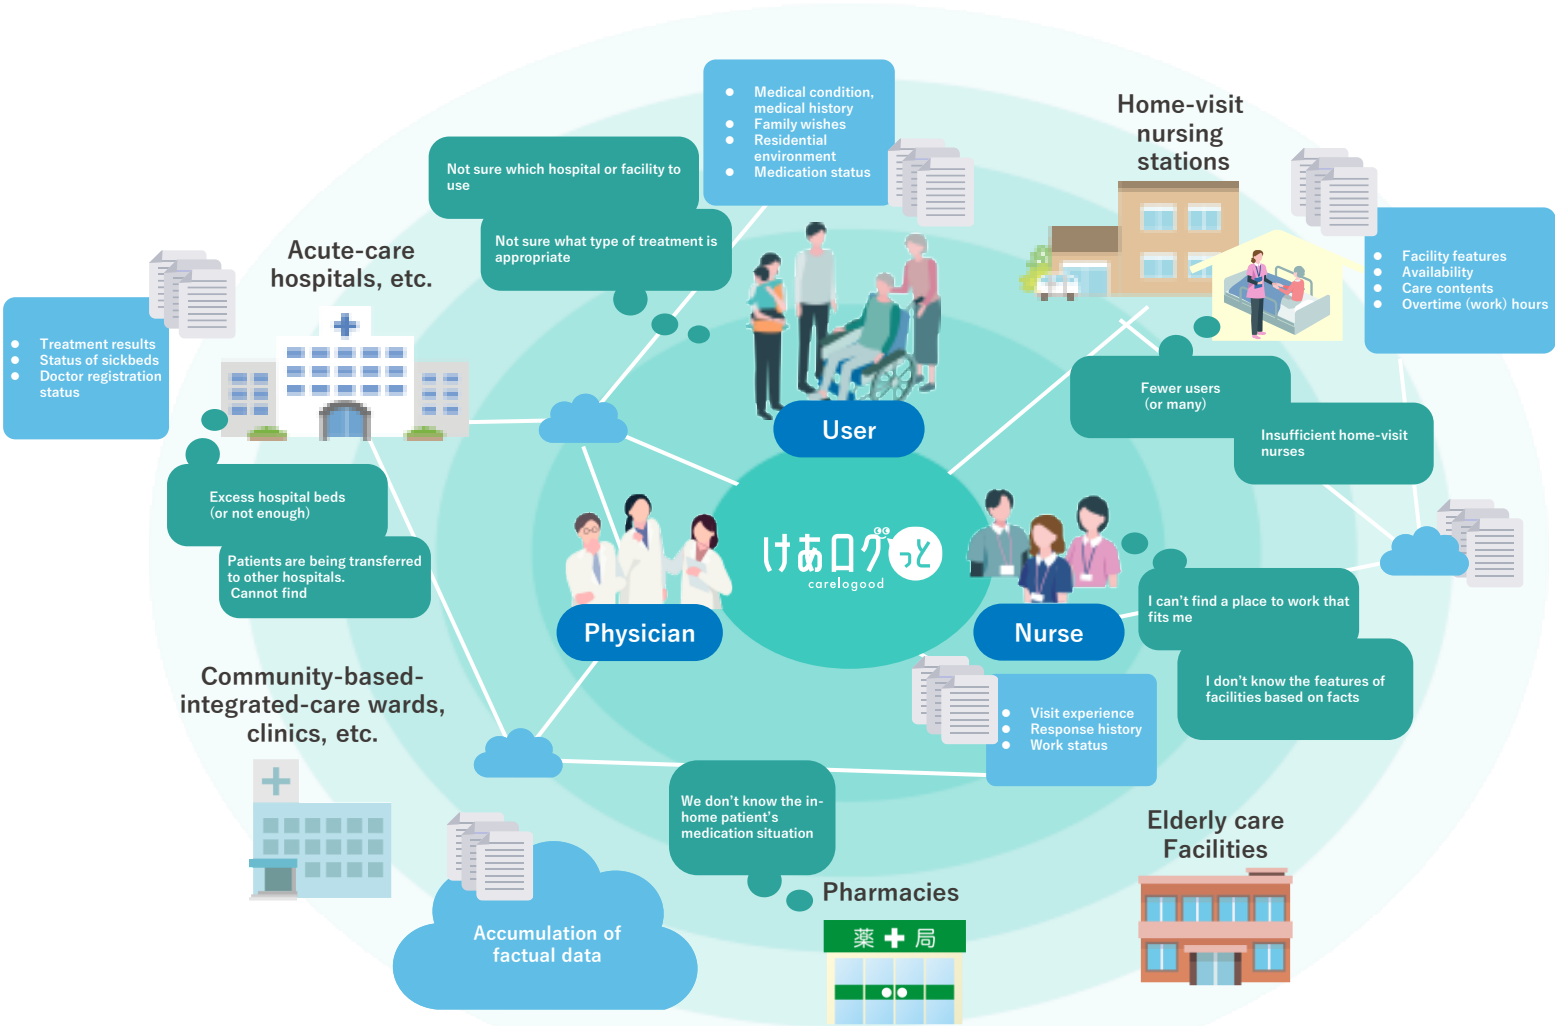 Medical condition,
medical history
Family wishes
Residential
environment
Medication status
Not sure which hospital or facility to
use
Not sure what type of treatment is
appropriate
Home-visit
nursing
stations
Facility features
Availability
Care contents
Overtime (work) hours
Acute-care
hospitals, etc.
Treatment results
Status of sickbeds
Doctor registration
status
User
Fewer users
(or many)
Insufficient home-visit
nurses
Excess hospital beds
(or not enough)
Patients are being transferred
to other hospitals.
Cannot find
けあログっと
carelogood
Physician
Nurse
I can't find a place to work that
fits me
I don't know the features of
facilities based on facts
Visit experience
Response history
Work status
Community-based-
integrated-care wards,
clinics, etc.
We don't know the in-
home patient's
medication situation
Accumulation of
factual data
Pharmacies
薬 局
Elderly care
Facilities